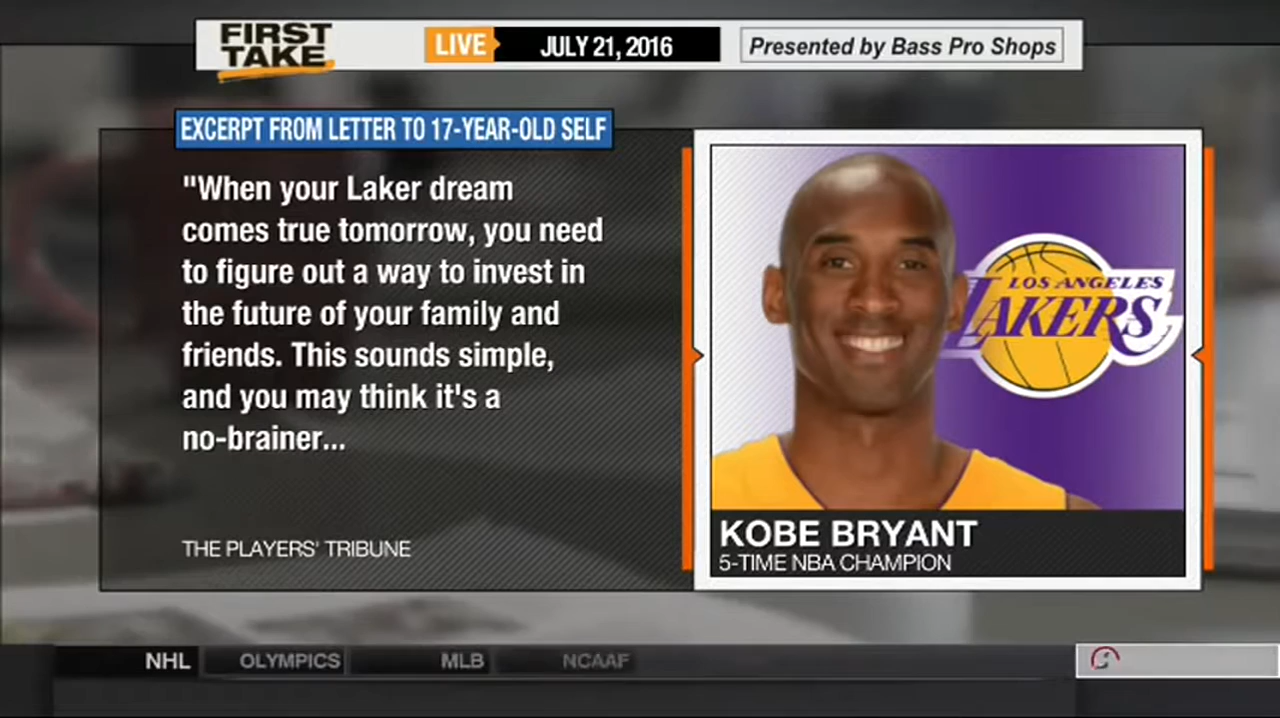 FIRST
TAKE
LIVE
JULY 21, 2016
Presented by Bass Pro Shops
EXCERPT FROM LETTER TO 17-YEAR-OLD SELF
"When your Laker dream
comes true tomorrow, you need
to figure out a way to invest in
the future of your family and
friends. This sounds simple,
and you may think it's a
no-brainer...
THE PLAYERS' TRIBUNE
LOS ANGELES
LAKERS
KOBE BRYANT
5-TIME NBA CHAMPION
NHL
OLYMPICS
MLB
NCAAF